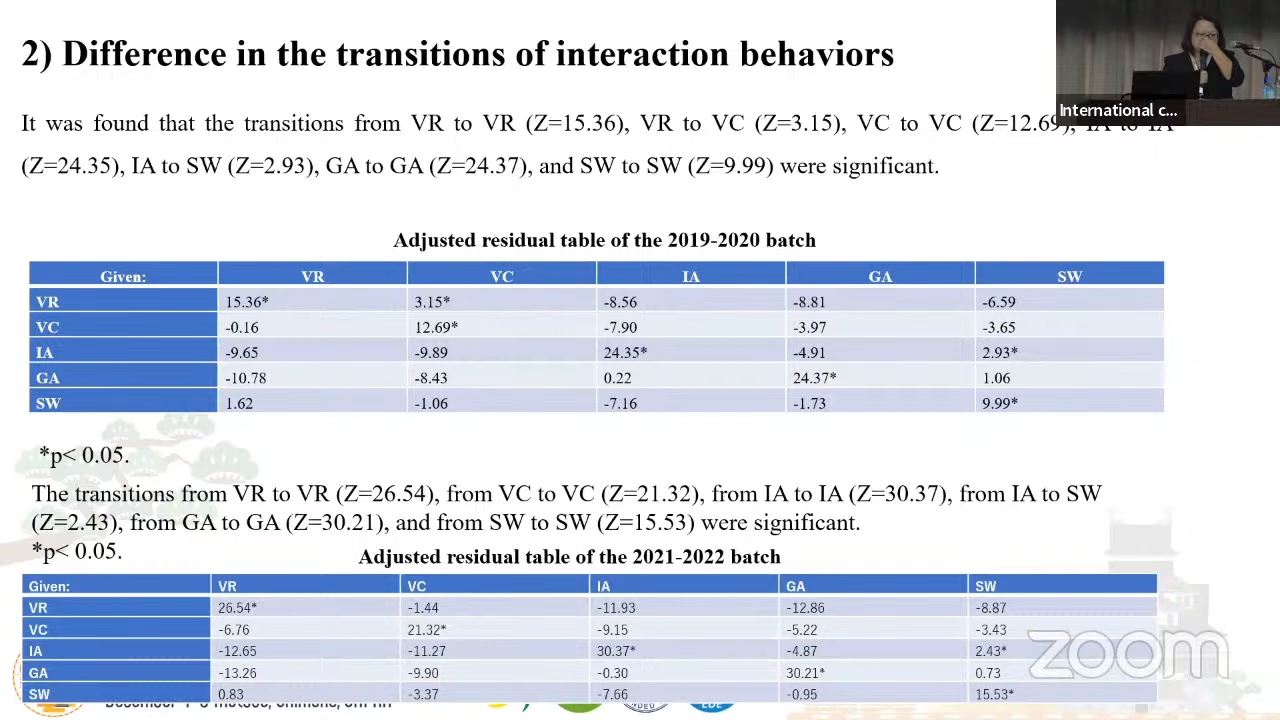 2) Difference in the transitions of interaction behaviors
International c...
It was found that the transitions from VR to VR (Z=15.36), VR to VC (Z=3.15), VC to VC (Z=12.69), IA to IA
(Z=24.35), IA to SW (Z=2.93), GA to GA (Z=24.37), and SW to SW (Z=9.99) were significant.
Adjusted residual table of the 2019-2020 batch
Given: VR VC IA GA SW
VR 15.36* 3.15* -8.56 -8.81 -6.59
VC -0.16 12.69* -7.90 -3.97 -3.65
IA -9.65 -9.89 24.35* -4.91 2.93*
GA -10.78 -8.43 0.22 24.37* 1.06
SW 1.62 -1.06 -7.16 -1.73 9.99*
*p< 0.05.
The transitions from VR to VR (Z=26.54), from VC to VC (Z=21.32), from IA to IA (Z=30.37), from IA to SW
(Z=2.43), from GA to GA (Z=30.21), and from SW to SW (Z=15.53) were significant.
*p< 0.05.
Adjusted residual table of the 2021-2022 batch
Given: VR VC IA GA SW
VR 26.54* -1.44 -11.93 -12.86 -8.87
VC -6.76 21.32* -9.15 -5.22 -3.43
IA -12.65 -11.27 30.37* -4.87 2.43*
GA -13.26 -9.90 -0.30 30.21* 0.73
SW 0.83 -3.37 -7.66 -0.95 15.53*
zoom